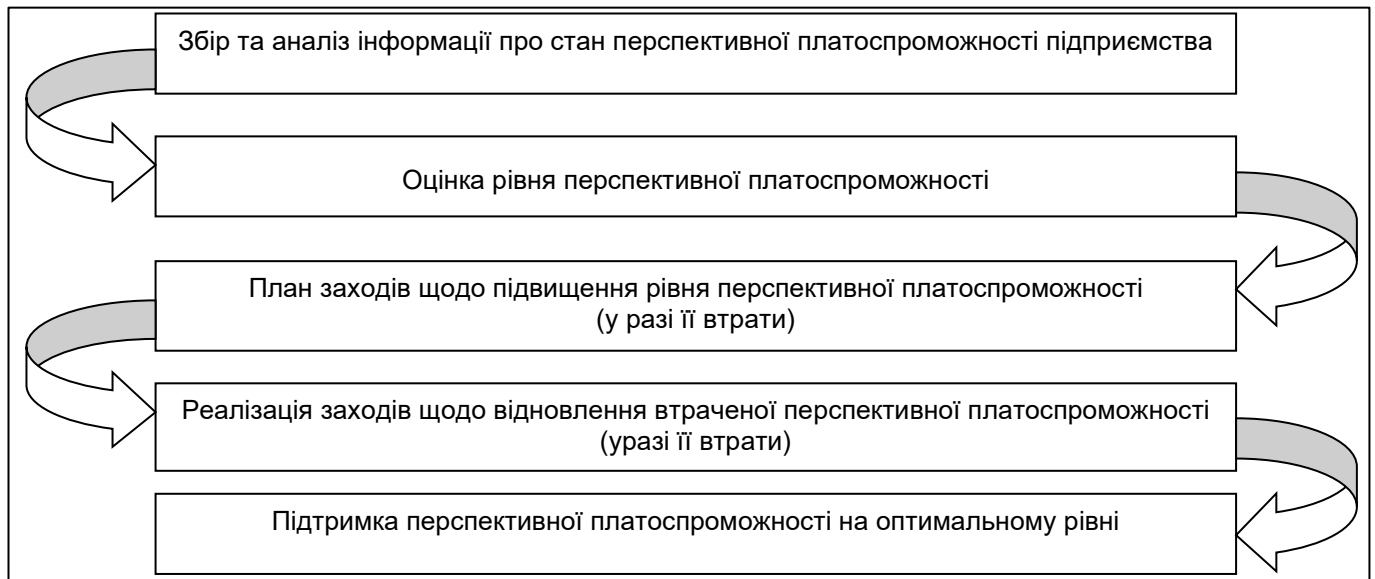 Збір та аналіз інформації про стан перспективної платоспроможності підприємства
Оцінка рівня перспективної платоспроможності
План заходів щодо підвищення рівня перспективної платоспроможності
(у разі її втрати)
Реалізація заходів щодо відновлення втраченої перспективної платоспроможності
(уразі її втрати)
Підтримка перспективної платоспроможності на оптимальному рівні